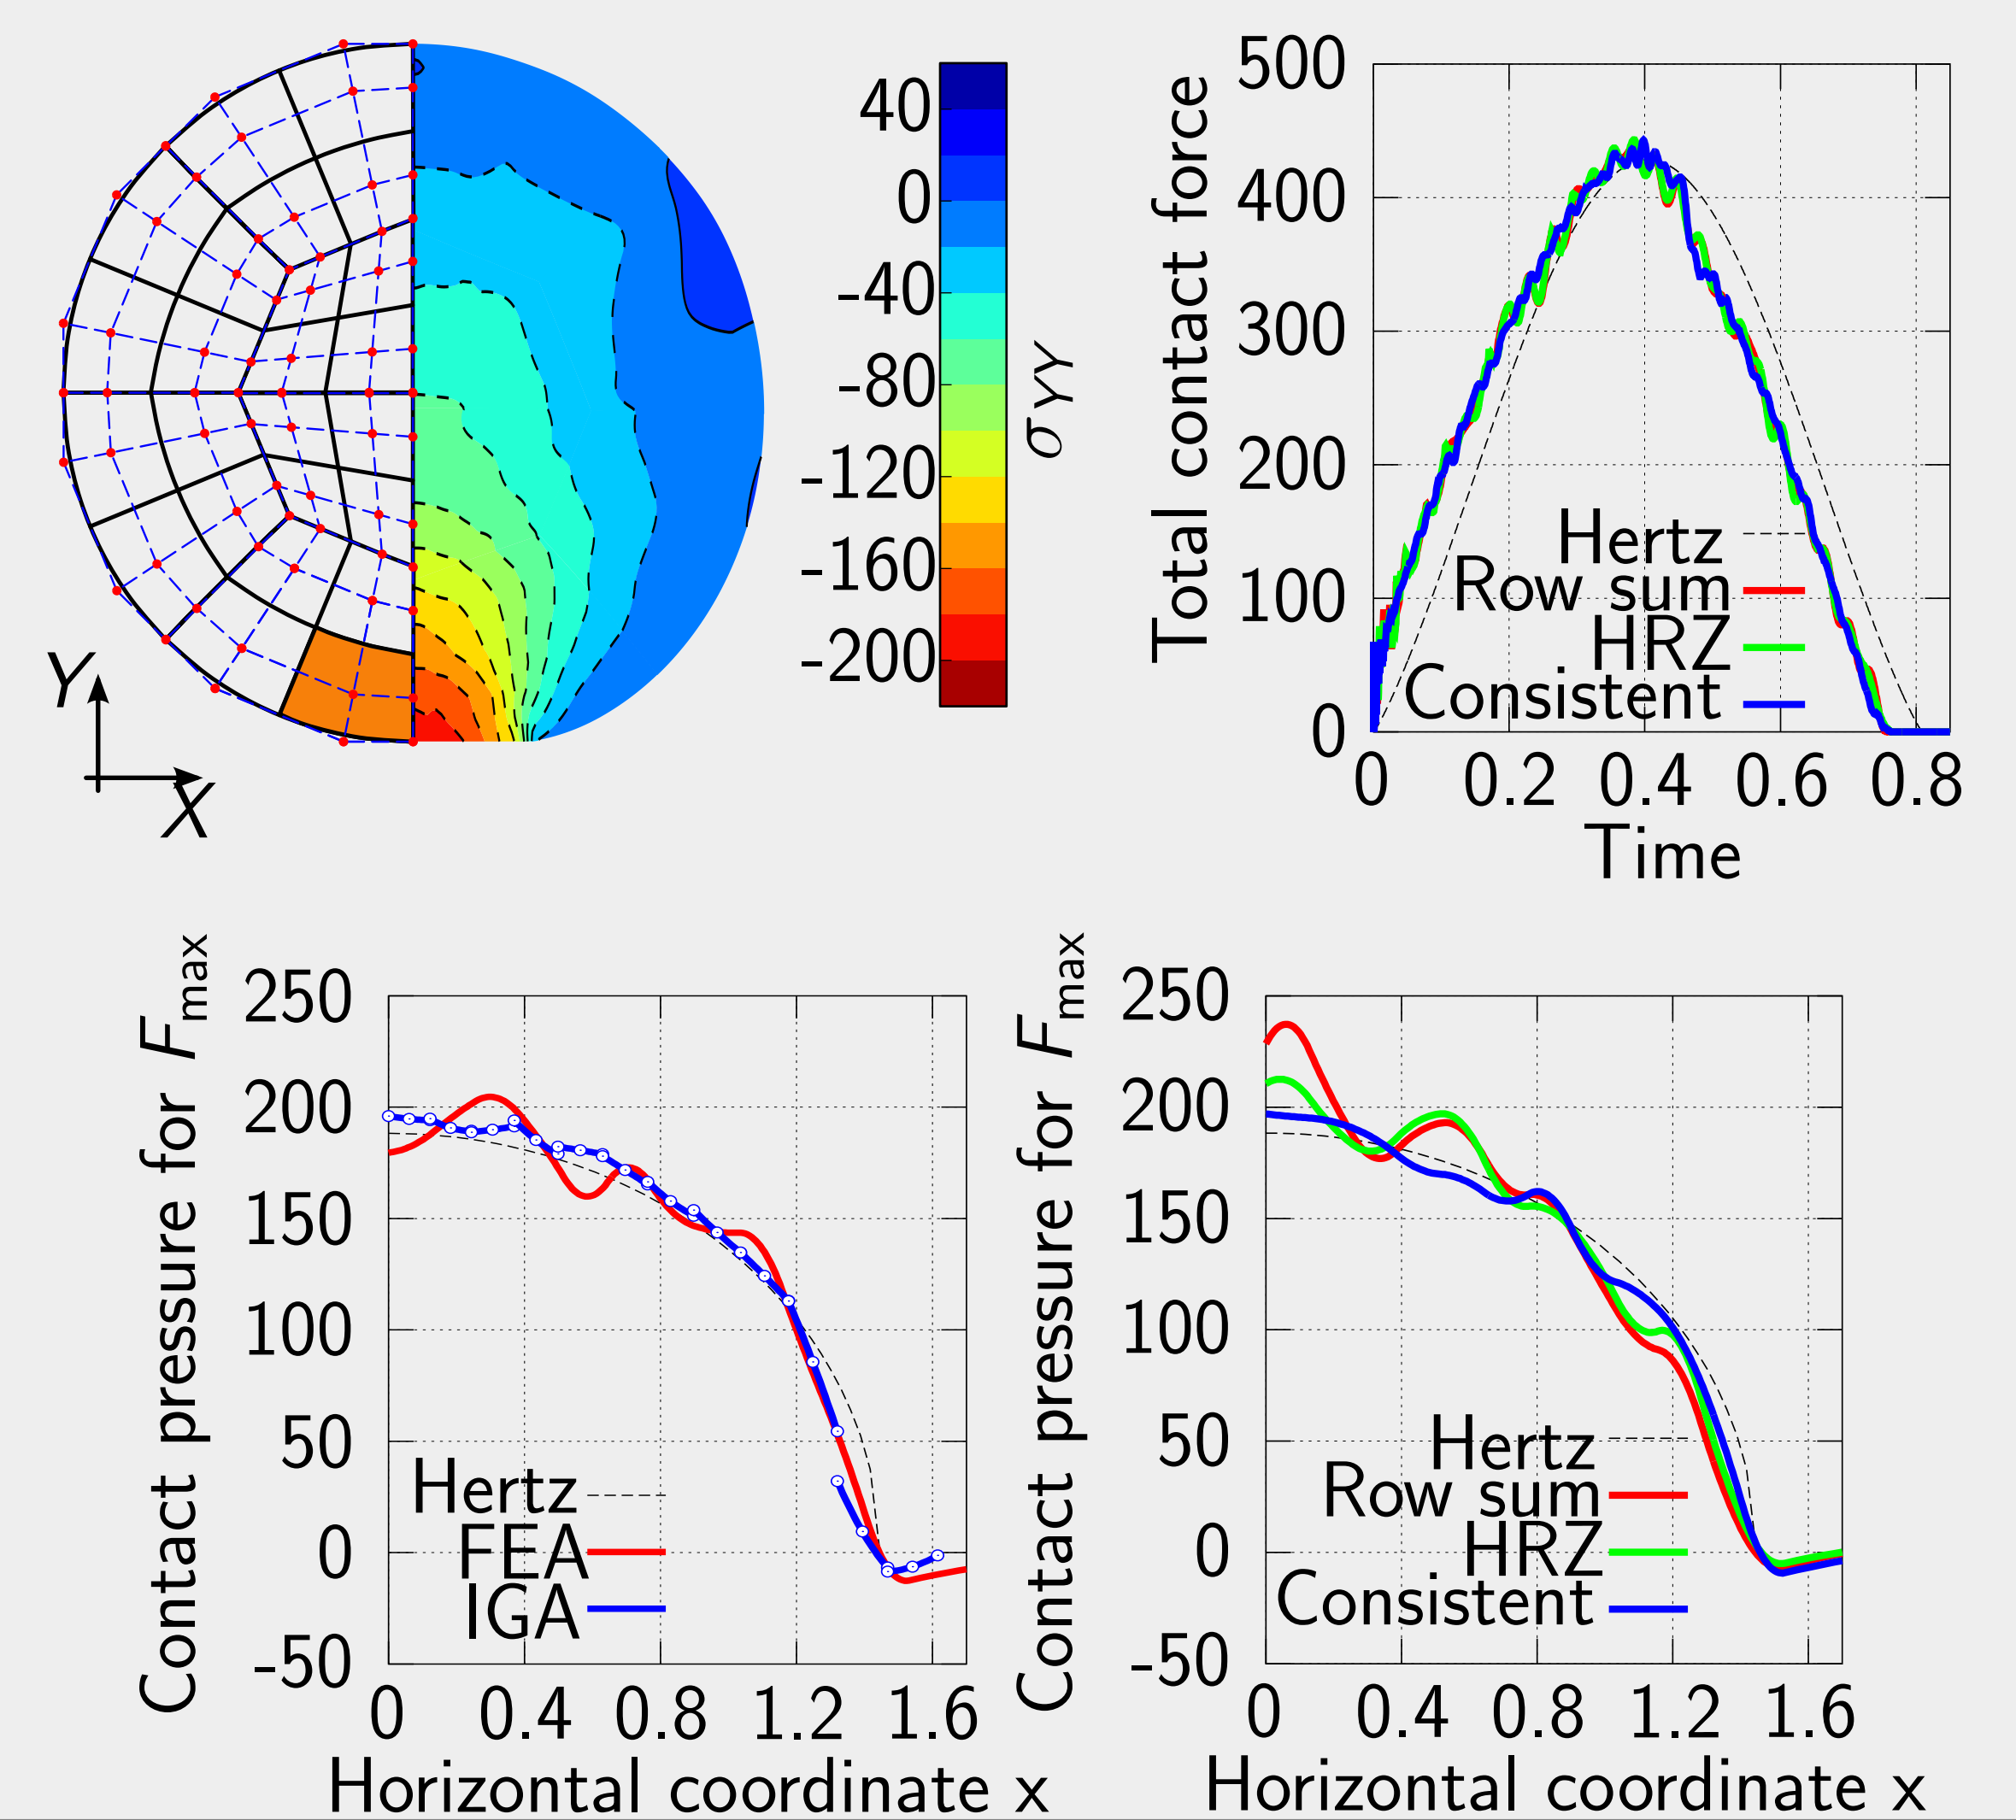 Y
X
40
0
-40
-80
-120
-160
-200
σYY
Total contact force
500
400
300
200
100
0
Hertz
Row sum
HRZ
Consistent
0 0.2 0.4 0.6 0.8
Time
Contact pressure for Fmax
250
200
150
100
50
0
-50
Hertz
FEA
IGA
0 0.4 0.8 1.2 1.6
Horizontal coordinate x
Contact pressure for Fmax
250
200
150
100
50
0
-50
Hertz
Row sum
HRZ
Consistent
0 0.4 0.8 1.2 1.6
Horizontal coordinate x